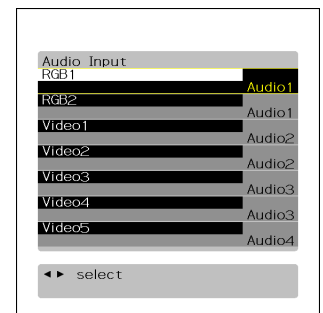 Audio Input
RGB1
Audio1
RGB2
Audio1
Video1
Audio2
Video2
Audio2
Video3
Audio3
Video4
Audio3
Video5
Audio4
◄► select